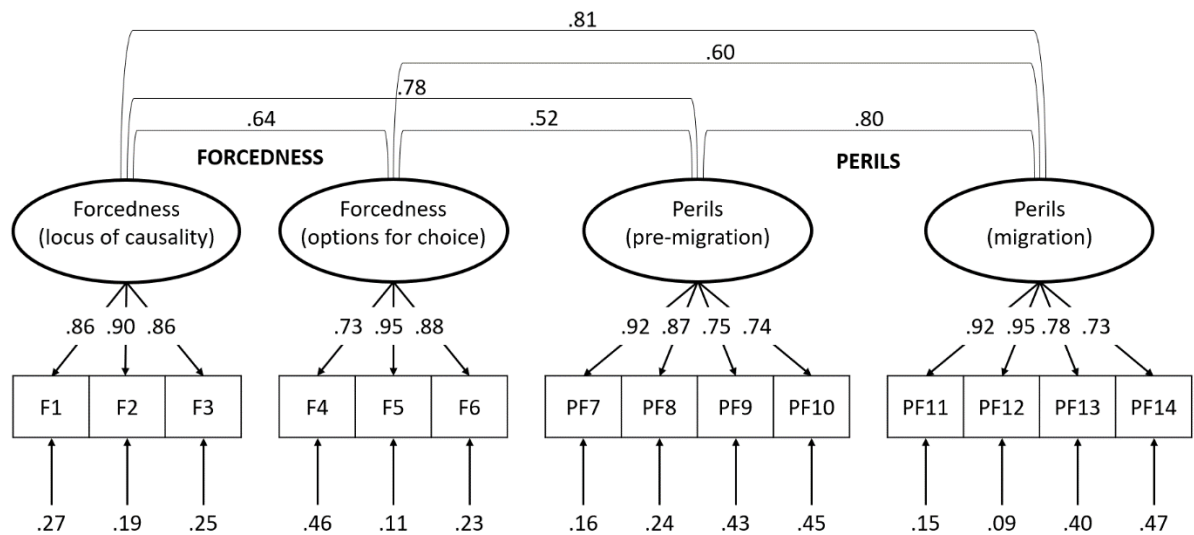 .81
.60
.78
.64 .52 .80
FORCEDNESS PERILS
Forcedness Forcedness Perils Perils
(locus of causality) (options for choice) (pre-migration) (migration)
.86 .90 .86 .73 .95 .88 .92 .87 .75 .74 .92 .95 .78 .73
F1 F2 F3 F4 F5 F6 PF7 PF8 PF9 PF10 PF11 PF12 PF13 PF14
.27 .19 .25 .46 .11 .23 .16 .24 .43 .45 .15 .09 .40 .47